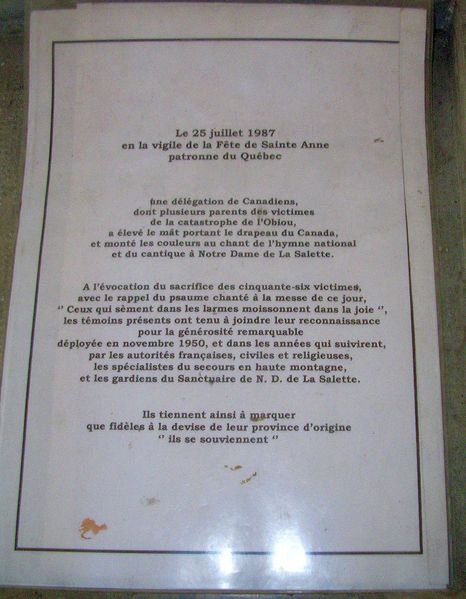 Le 25 juillet 1987
en la vigile de la Fête de Sainte Anne
patronne du Québec
une délégation de Canadiens,
dont plusieurs parents des victimes
de la catastrophe de l'Obiou,
a élevé le mât portant le drapeau du Canada,
et monté les couleurs au chant de l'hymne national
et du cantique à Notre Dame de La Salette.
A l'évocation du sacrifice des cinquante-six victimes,
avec le rappel du psaume chanté à la messe de ce jour,
‘’ Ceux qui sèment dans les larmes moissonnent dans la joie ‘’,
les témoins présents ont tenu à joindre leur reconnaissance
pour la générosité remarquable
déployée en novembre 1950, et dans les années qui suivirent,
par les autorités françaises, civiles et religieuses,
les spécialistes du secours en haute montagne,
et les gardiens du Sanctuaire de N. D. de La Salette.
Ils tiennent ainsi à marquer
que fidèles à la devise de leur province d'origine
‘’ ils se souviennent ‘’